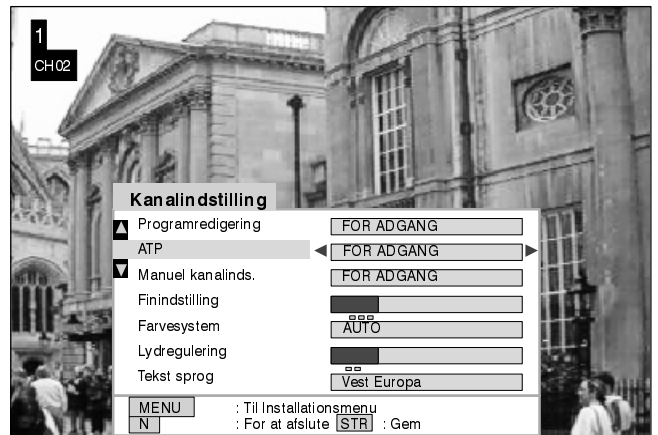 1
CH02
Kanalindstilling
Programredigering FOR ADGANG
ATP FOR ADGANG
Manuel kanalinds. FOR ADGANG
Finindstilling
Farvesystem AUTO
Lydregulering
Tekst sprog Vest Europa
MENU : Til Installationsmenu
N : For at afslute STR : Gem